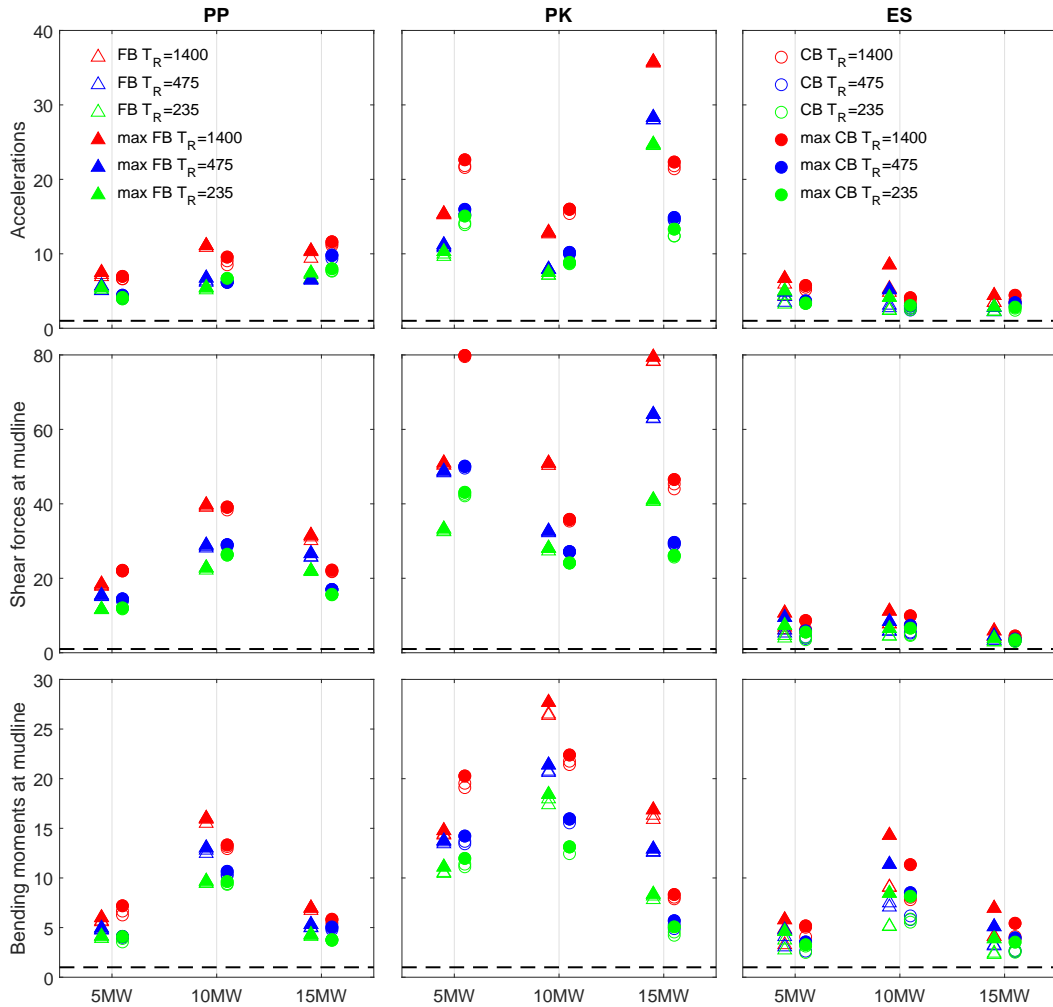 PP
PK
ES
Accelerations
40
30
20
10
0
FB T_R=1400
FB T_R=475
FB T_R=235
max FB T_R=1400
max FB T_R=475
max FB T_R=235
CB T_R=1400
CB T_R=475
CB T_R=235
max CB T_R=1400
max CB T_R=475
max CB T_R=235
Shear forces at mudline
80
60
40
20
0
Bending moments at mudline
30
25
20
15
10
5
0
5MW 10MW 15MW
5MW 10MW 15MW
5MW 10MW 15MW